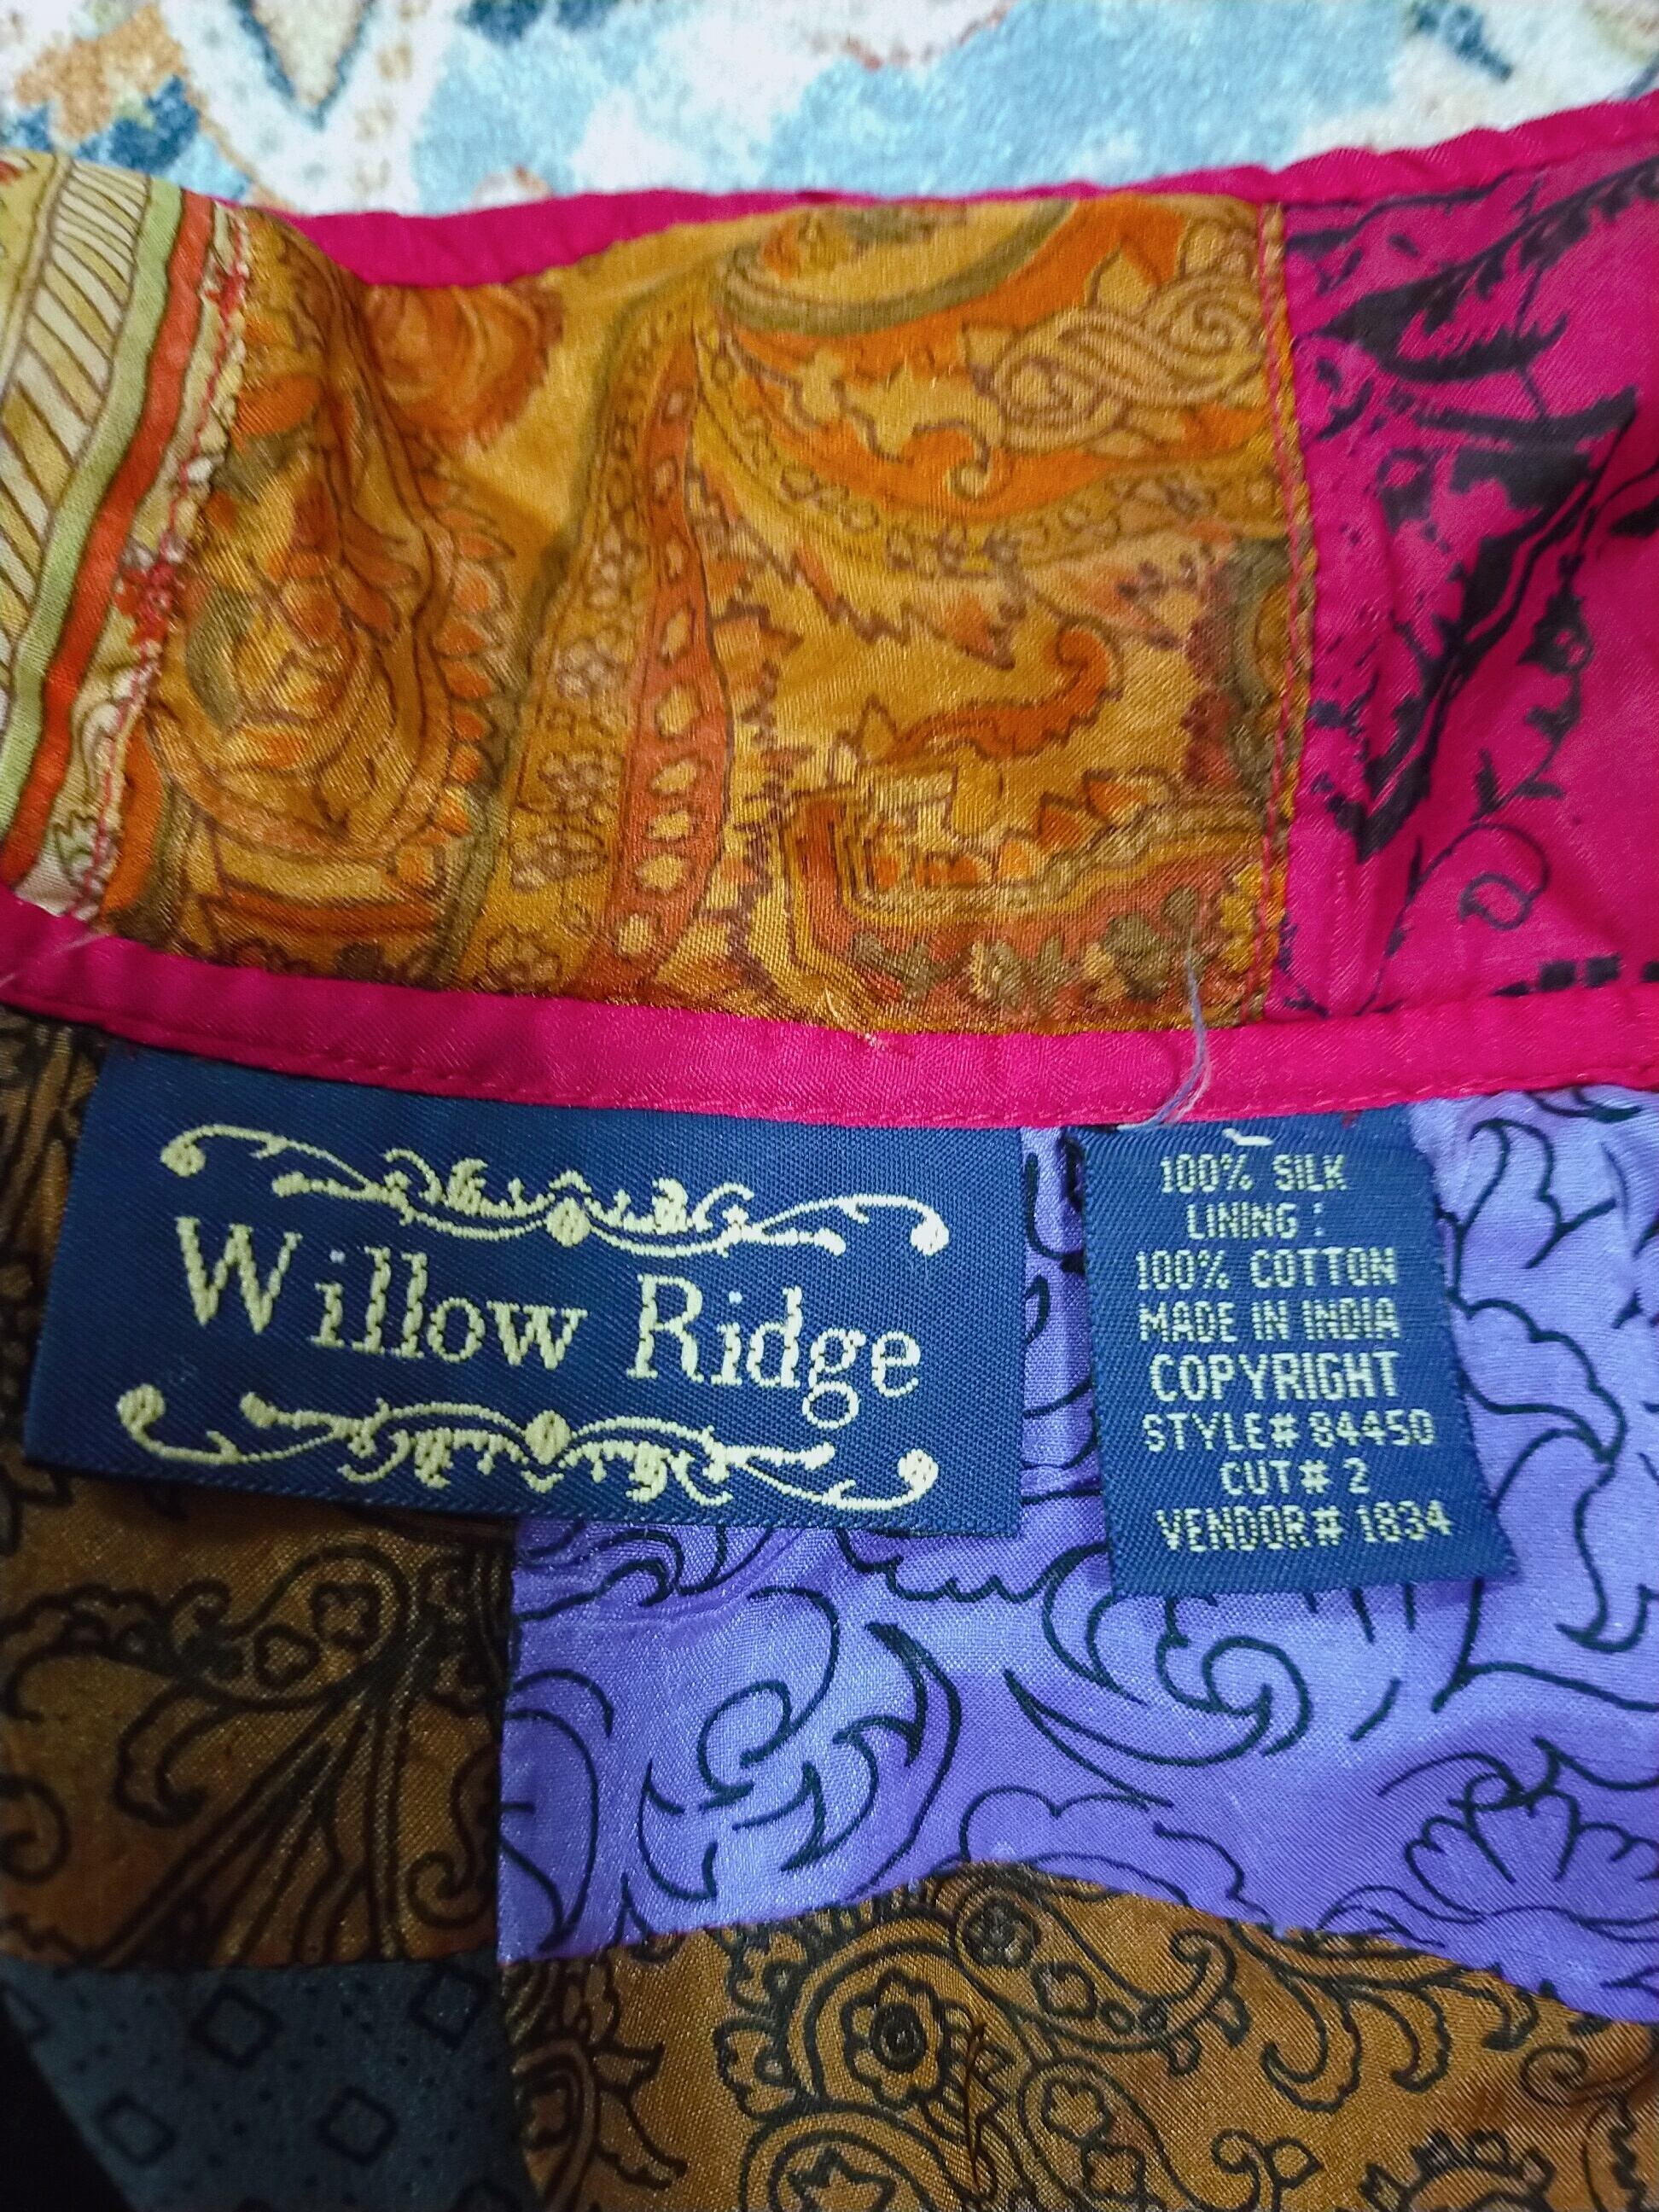 Willow Ridge
100% SILK
LINING :
100% COTTON
MADE IN INDIA
COPYRIGHT
STYLE# 84450
CUT# 2
VENDOR# 1834